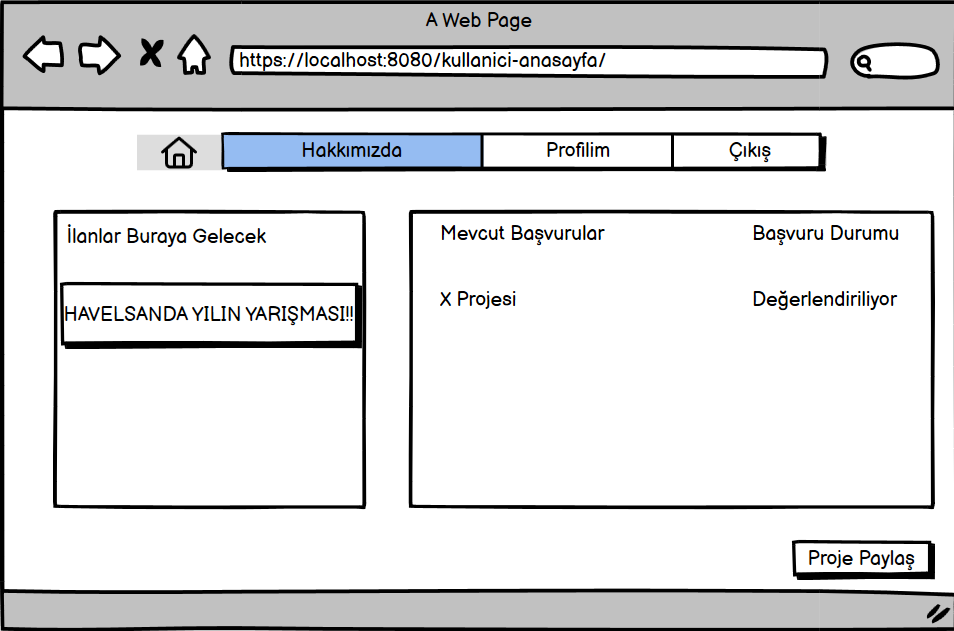 A Web Page
https://localhost:8080/kullanici-anasayfa/
Hakkımızda Profilim Çıkış
İlanlar Buraya Gelecek
HAVELSANDA YILIN YARIŞMASI!!
Mevcut Başvurular Başvuru Durumu
X Projesi Değerlendiriliyor
Proje Paylaş